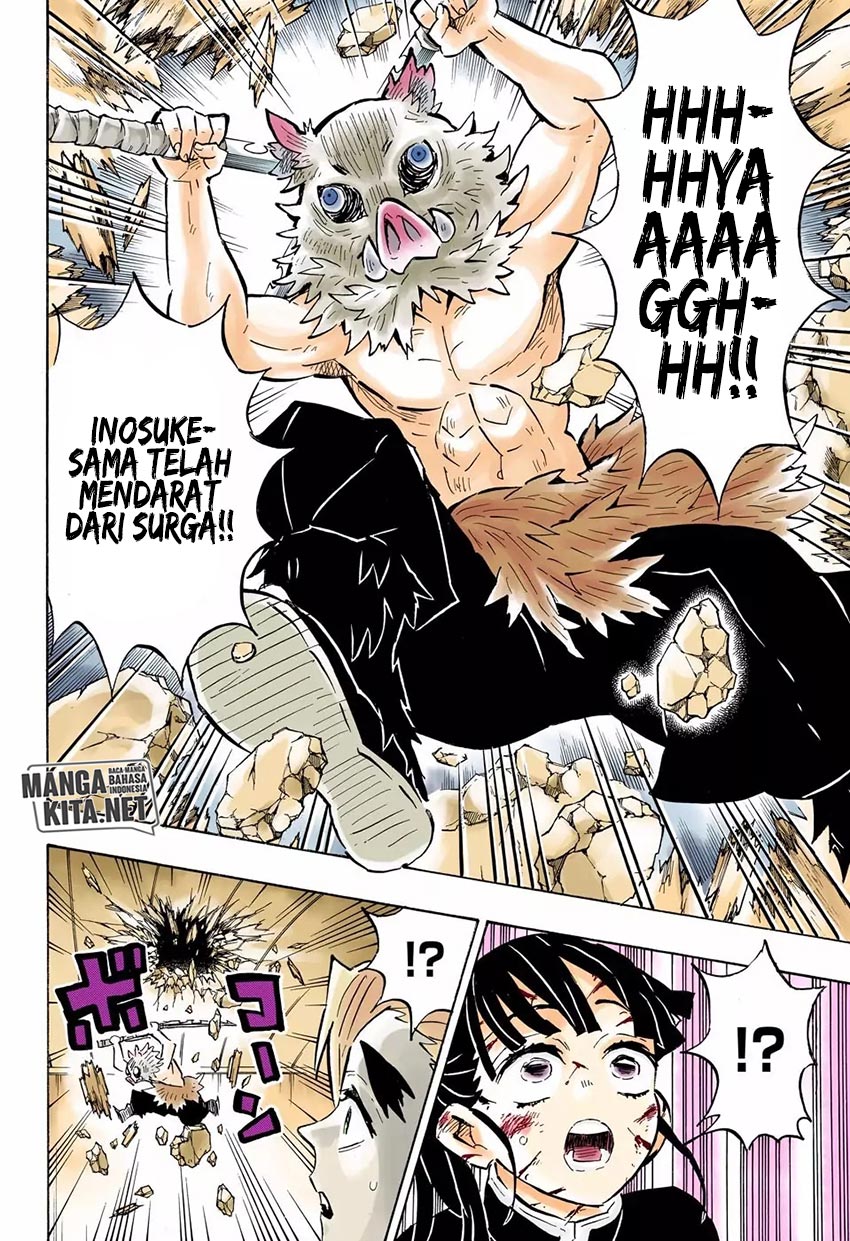 HHH-
HHYA
AAAA
GGH-
HH!!
INOSUKE-
SAMA TELAH
MENDARAT
DARI SURGA!!
MANGA
KITA.NET
BACA MANGA
BAHASA
INDONESIA
!?
!?
ボコーン